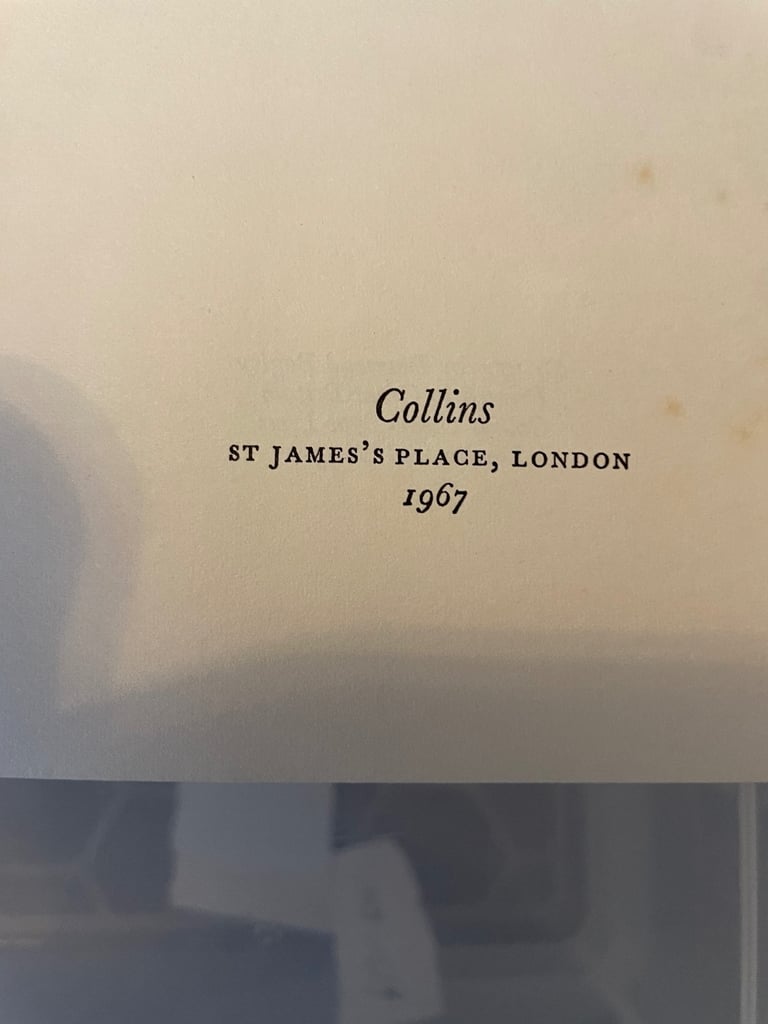 Collins
ST JAMES'S PLACE, LONDON
1967